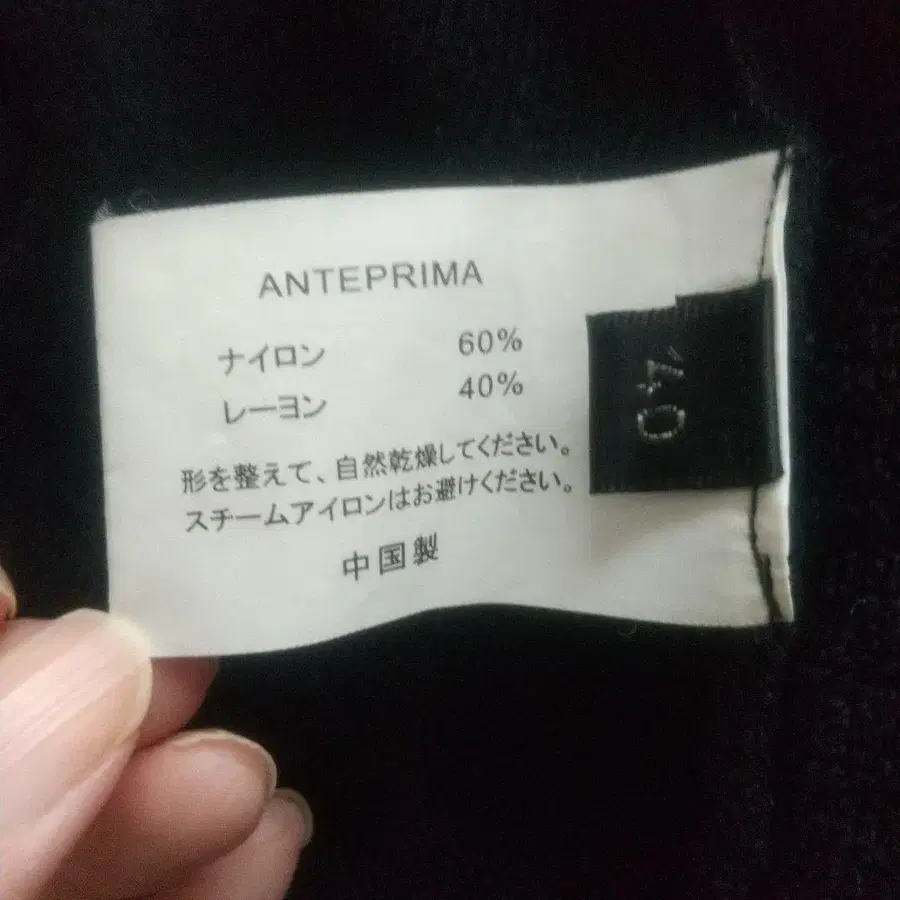 ANTEPRIMA
ナイロン 60%
レーヨン 40%
形を整えて、自然乾燥してください。
スチームアイロンはお避けください。
中国製
40